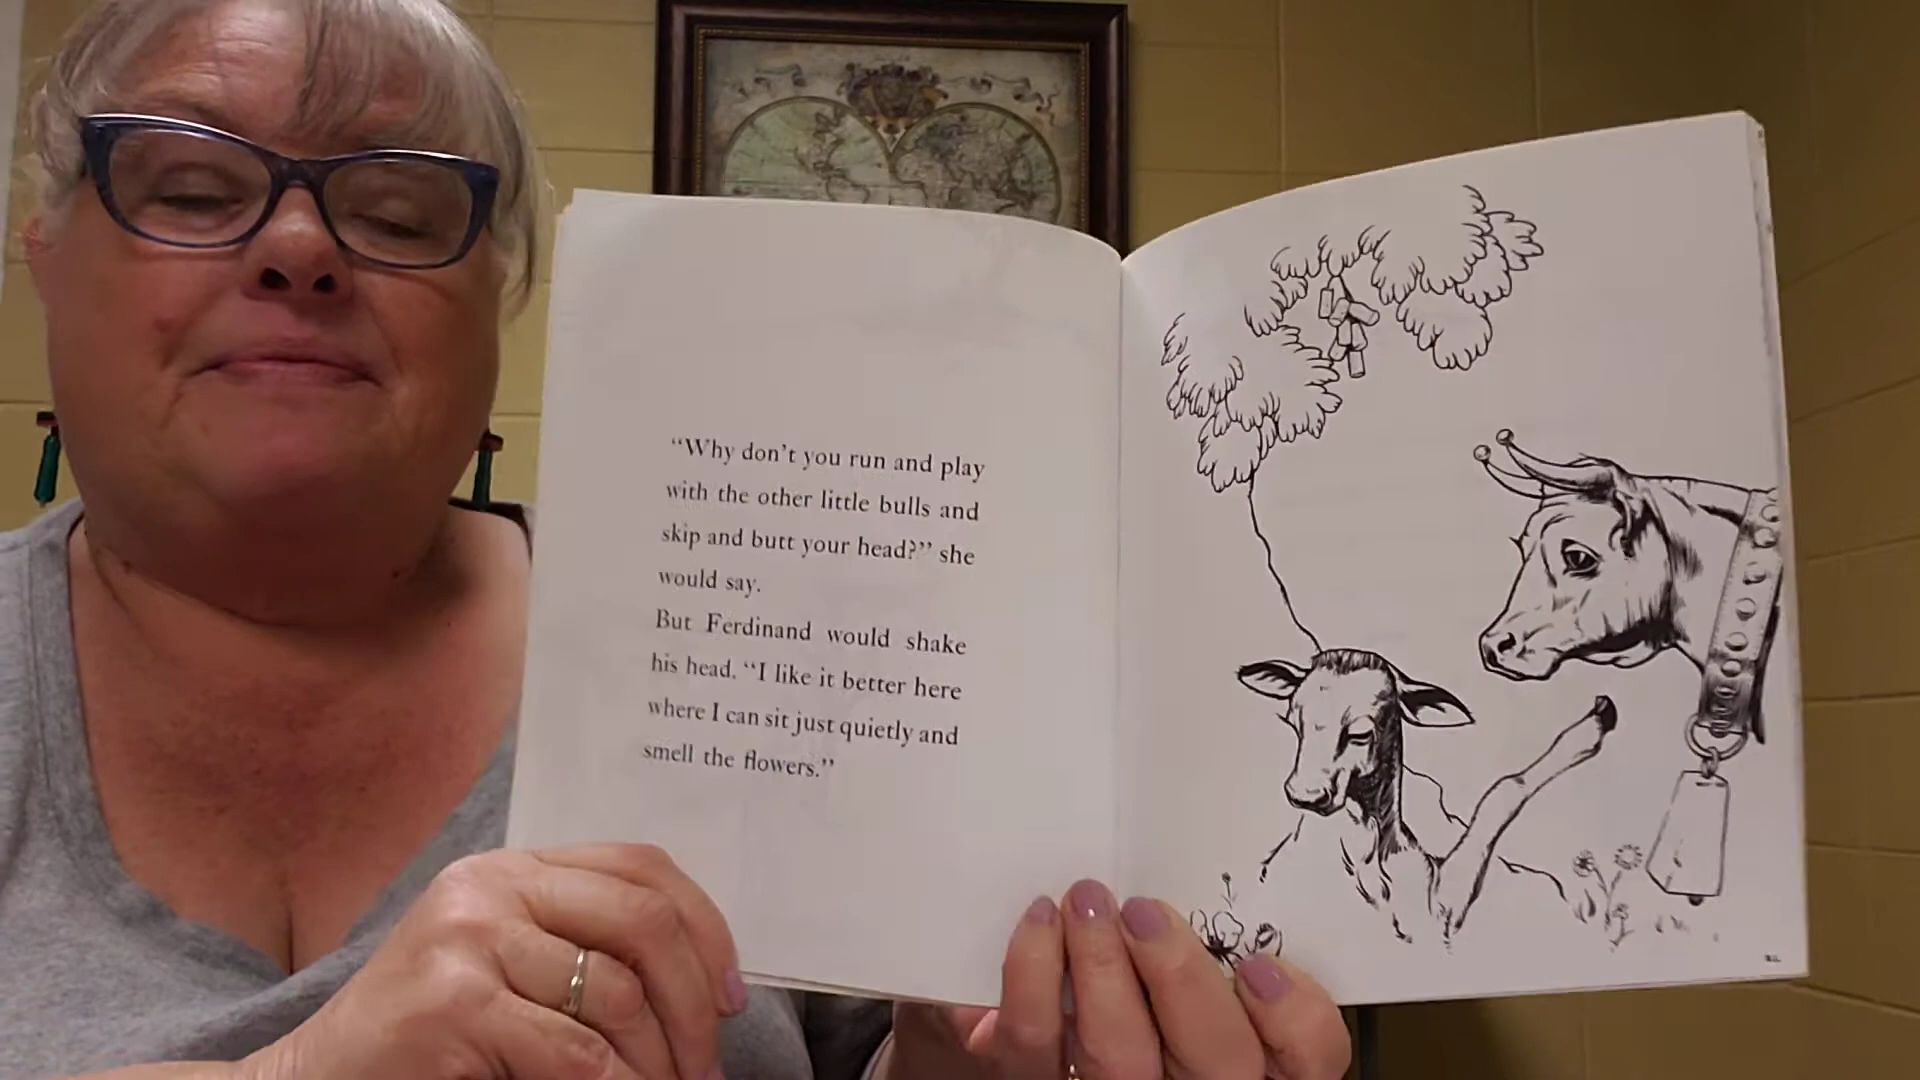 “Why don’t you run and play
with the other little bulls and
skip and butt your head?” she
would say.
But Ferdinand would shake
his head. “I like it better here
where I can sit just quietly and
smell the flowers.”